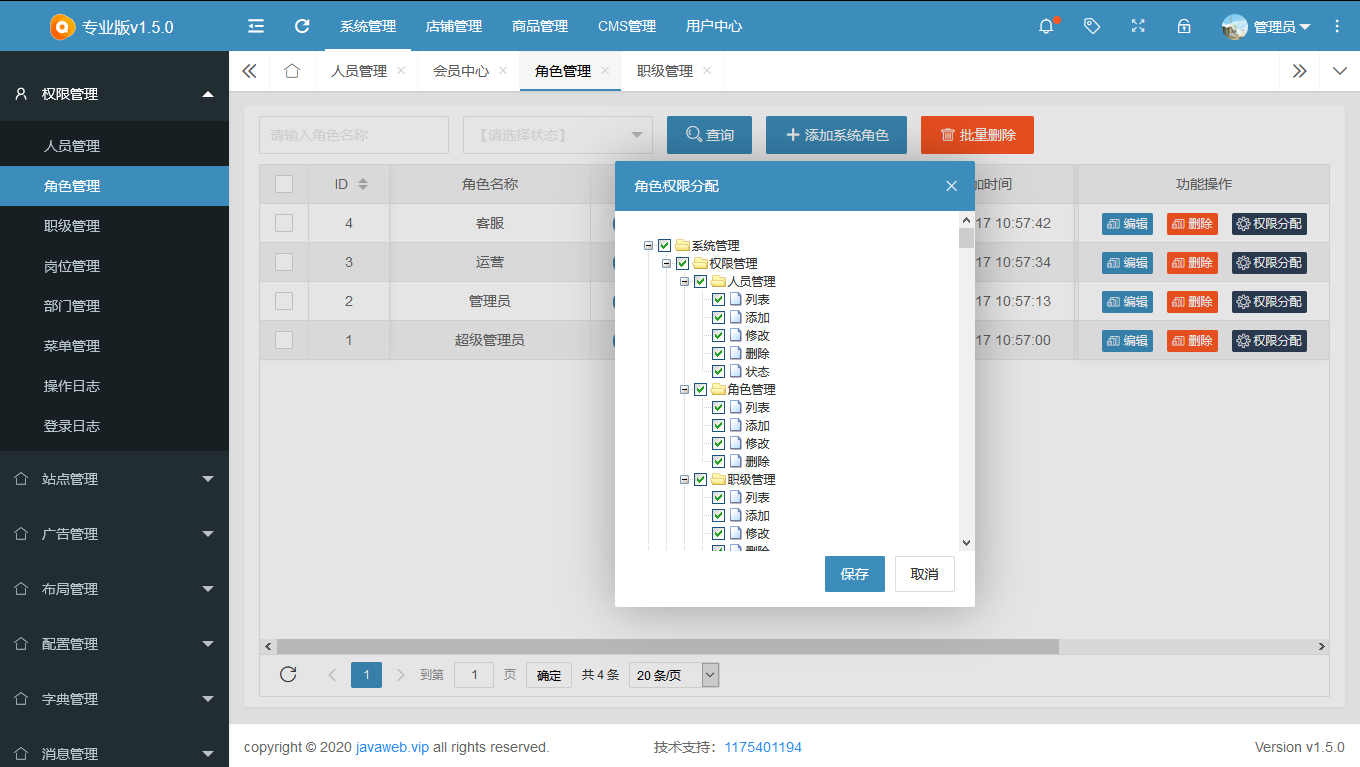 专业版v1.5.0
系统管理 店铺管理 商品管理 CMS管理 用户中心
管理员
权限管理
人员管理
角色管理
职级管理
岗位管理
部门管理
菜单管理
操作日志
登录日志
站点管理
广告管理
布局管理
配置管理
字典管理
消息管理
人员管理 会员中心 角色管理 职级管理
请输入角色名称 【请选择状态】 查询 添加系统角色 批量删除
ID 角色名称 加时间 功能操作
4 客服 17 10:57:42 编辑 删除 权限分配
3 运营 17 10:57:34 编辑 删除 权限分配
2 管理员 17 10:57:13 编辑 删除 权限分配
1 超级管理员 17 10:57:00 编辑 删除 权限分配
角色权限分配
系统管理
权限管理
人员管理
列表
添加
修改
删除
状态
角色管理
列表
添加
修改
删除
职级管理
列表
添加
修改
删除
保存 取消
1 到第 1 页 确定 共 4 条 20 条/页
copyright © 2020 javaweb.vip all rights reserved. 技术支持：1175401194 Version v1.5.0